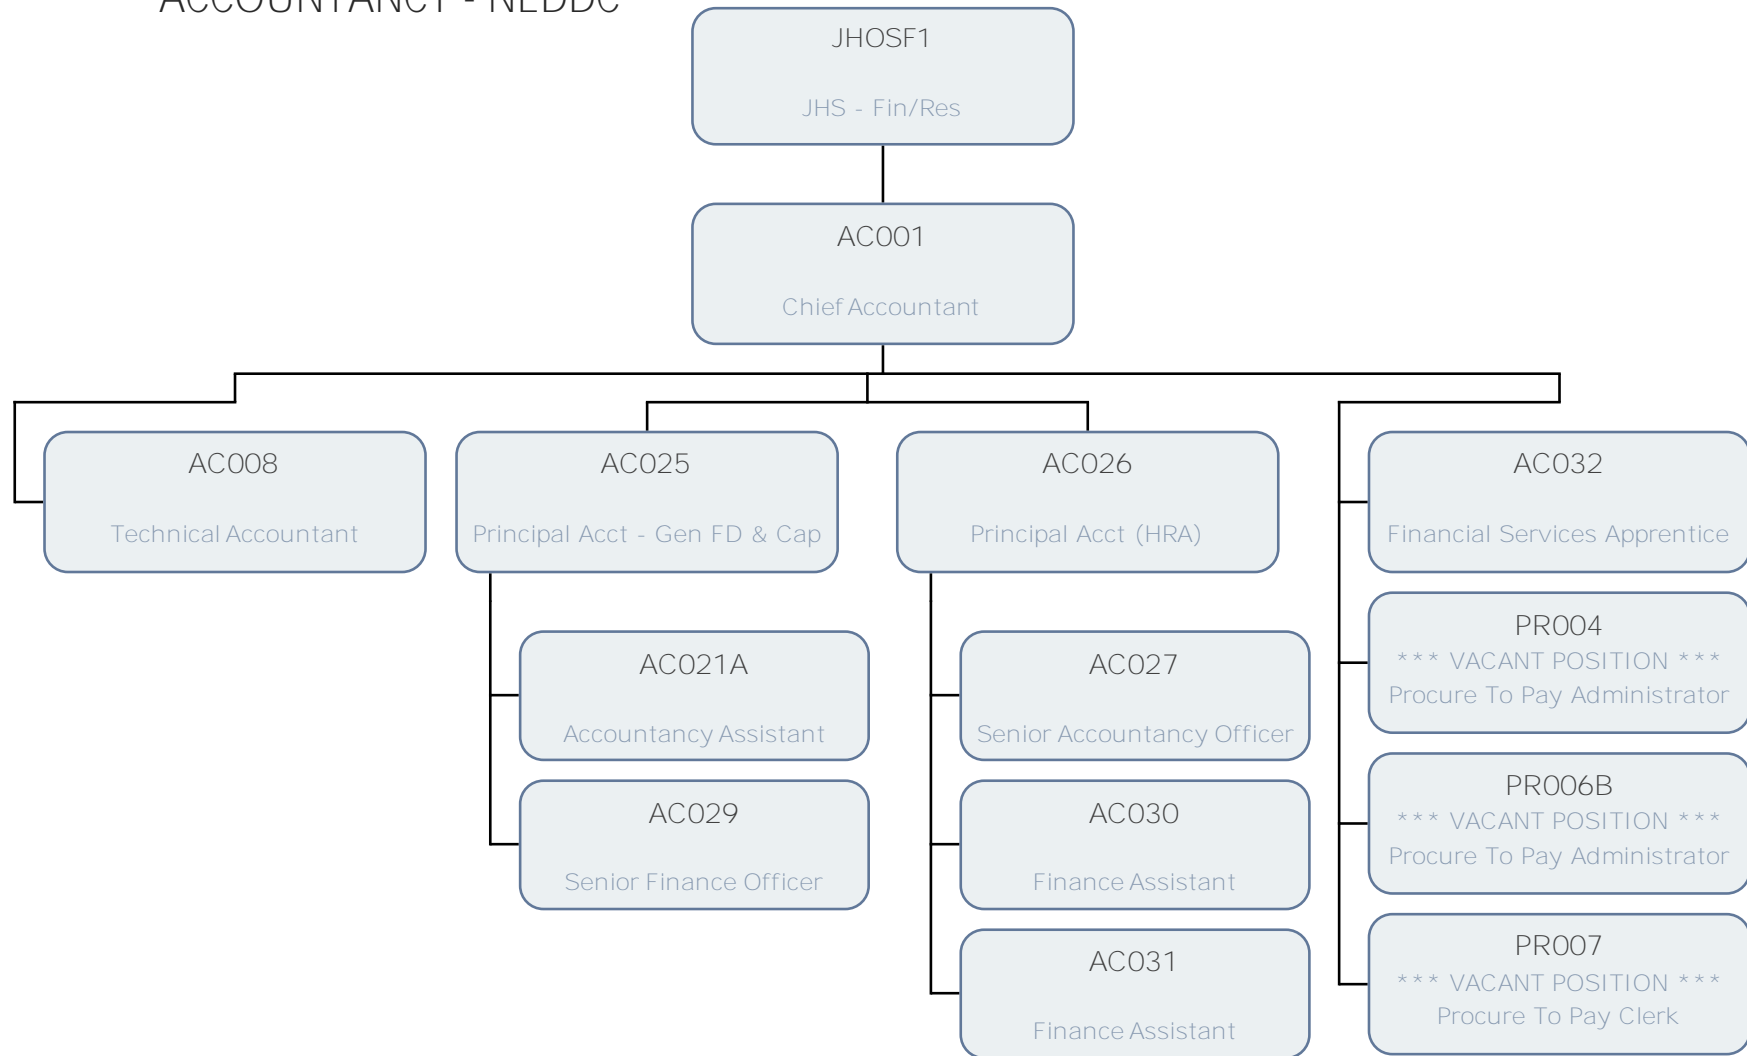 ACCOUNTANCY - NEDDC
JHOSF1
JHS - Fin/Res
AC001
Chief Accountant
AC008
Technical Accountant
AC025
Principal Acct - Gen FD & Cap
AC026
Principal Acct (HRA)
AC032
Financial Services Apprentice
AC021A
Accountancy Assistant
AC029
Senior Finance Officer
AC027
Senior Accountancy Officer
AC030
Finance Assistant
AC031
Finance Assistant
PR004
*** VACANT POSITION ***
Procure To Pay Administrator
PR006B
*** VACANT POSITION ***
Procure To Pay Administrator
PR007
*** VACANT POSITION ***
Procure To Pay Clerk